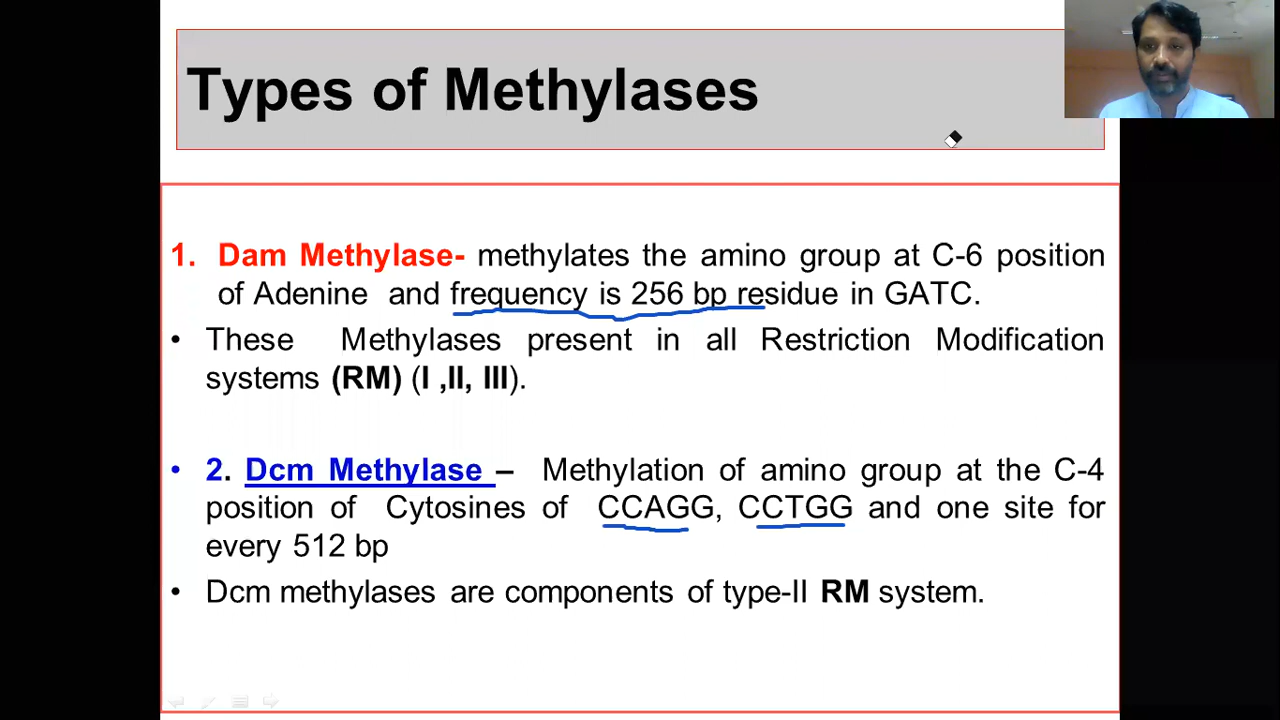 Types of Methylases
1. Dam Methylase- methylates the amino group at C-6 position
of Adenine and frequency is 256 bp residue in GATC.
• These Methylases present in all Restriction Modification
systems (RM) (I ,II, III).
• 2. Dcm Methylase – Methylation of amino group at the C-4
position of Cytosines of CCAGG, CCTGG and one site for
every 512 bp
• Dcm methylases are components of type-II RM system.